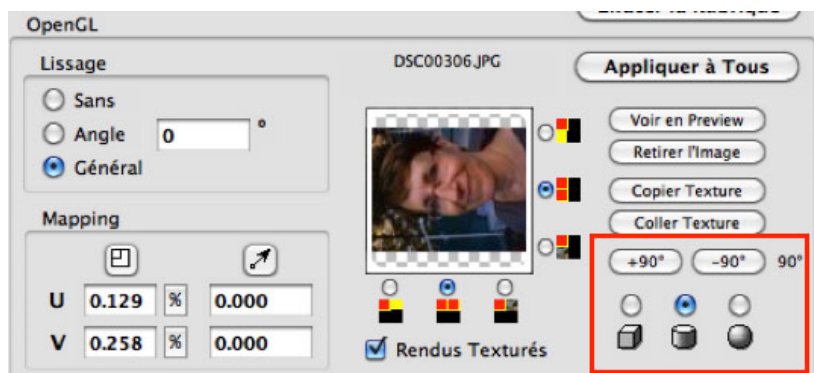 OpenGL
Lissage
DSC00306.JPG
Appliquer à Tous
Sans
Angle 0 °
Général
Voir en Preview
Retirer l'Image
Copier Texture
Coller Texture
Mapping
+90° -90° 90°
U 0.129 % 0.000
V 0.258 % 0.000
Rendus Texturés